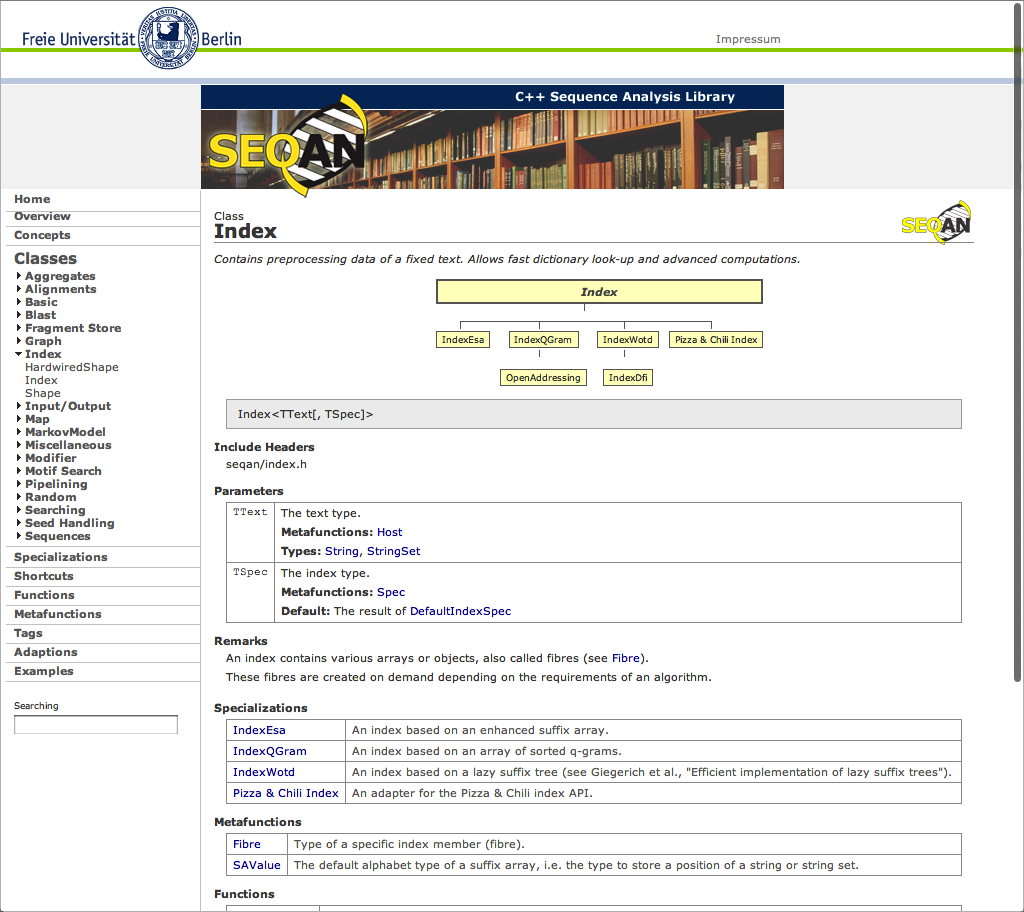 Freie Universität Berlin
Impressum
C++ Sequence Analysis Library
SEQAN
Home
Overview
Concepts
Classes
Aggregates
Alignments
Basic
Blast
Fragment Store
Graph
Index
HardwiredShape
Index
Shape
Input/Output
Map
MarkovModel
Miscellaneous
Modifier
Motif Search
Pipelining
Random
Searching
Seed Handling
Sequences
Specializations
Shortcuts
Functions
Metafunctions
Tags
Adaptions
Examples
Searching
Class
Index
SEQAN
Contains preprocessing data of a fixed text. Allows fast dictionary look-up and advanced computations.
Index
IndexEsa IndexQGram IndexWotd Pizza & Chili Index
OpenAddressing IndexDfi
Index<TText[, TSpec]>
Include Headers
seqan/index.h
Parameters
TText The text type.
Metafunctions: Host
Types: String, StringSet
TSpec The index type.
Metafunctions: Spec
Default: The result of DefaultIndexSpec
Remarks
An index contains various arrays or objects, also called fibres (see Fibre).
These fibres are created on demand depending on the requirements of an algorithm.
Specializations
IndexEsa An index based on an enhanced suffix array.
IndexQGram An index based on an array of sorted q-grams.
IndexWotd An index based on a lazy suffix tree (see Giegerich et al., "Efficient implementation of lazy suffix trees").
Pizza & Chili Index An adapter for the Pizza & Chili index API.
Metafunctions
Fibre Type of a specific index member (fibre).
SAValue The default alphabet type of a suffix array, i.e. the type to store a position of a string or string set.
Functions